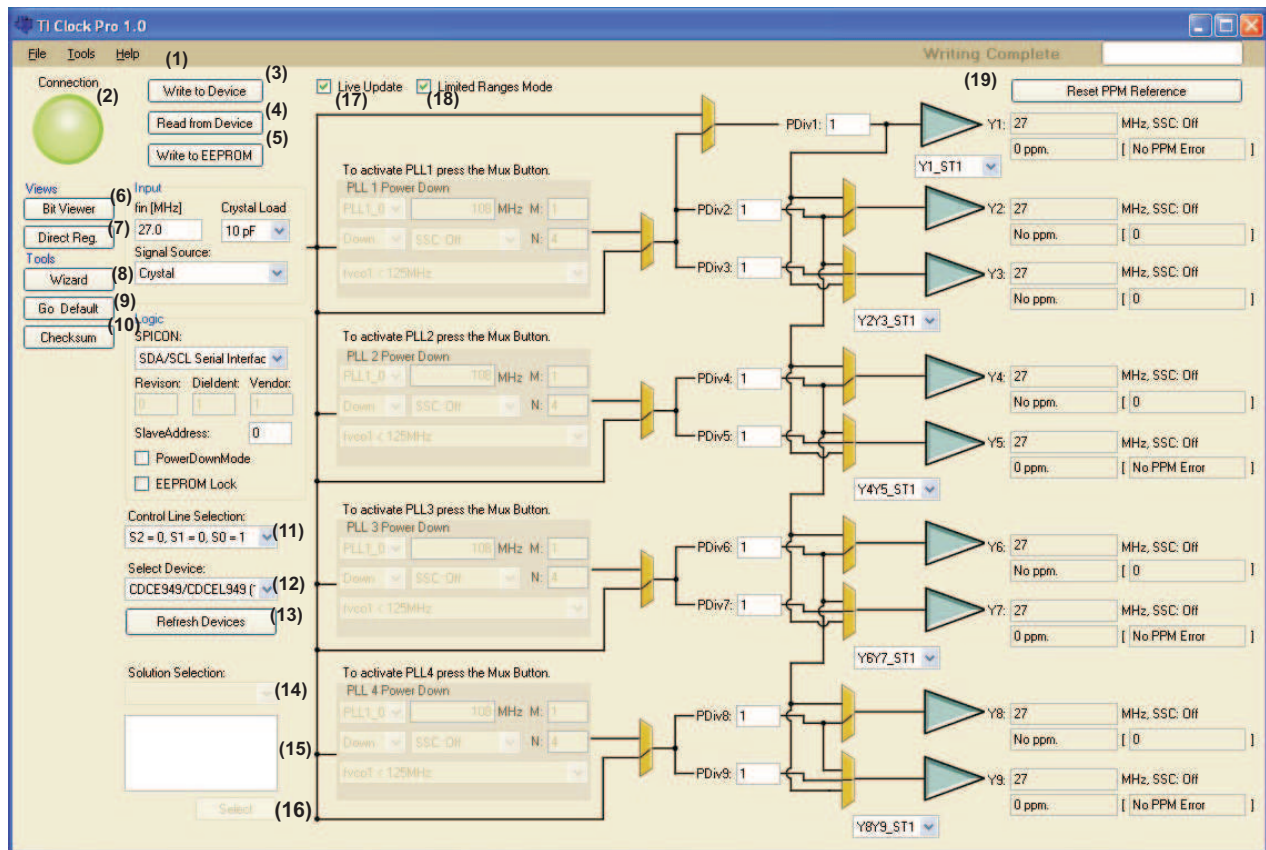 TI Clock Pro 1.0
File Tools Help
Writing Complete
(1)
Connection
(2)
Write to Device
(3)
Read from Device
(4)
(5)
Write to EEPROM
Live Update
(17)
Limited Ranges Mode
(18)
(19)
Reset PPM Reference
Views
(6)
Bit Viewer
(7)
Direct Reg.
Tools
Wizard
(8)
(9)
Go Default
(10)
Checksum
Input
fin [MHz] Crystal Load
27.0 10 pF
Signal Source:
Crystal
Logic
SPICON:
SDA/SCL Serial Interfac
Revison: DieIdent: Vendor:
0 1 1
SlaveAddress: 0
PowerDownMode
EEPROM Lock
Control Line Selection:
S2 = 0, S1 = 0, S0 = 1
(11)
Select Device:
CDCE949/CDCEL949 (
(12)
Refresh Devices
(13)
Solution Selection:
(14)
(15)
Select
(16)
To activate PLL1 press the Mux Button.
PLL 1 Power Down
PLL1_0 108 MHz M: 1
Down SSC: Off N: 4
fvco1 < 125MHz
To activate PLL2 press the Mux Button.
PLL 2 Power Down
PLL1_0 108 MHz M: 1
Down SSC: Off N: 4
fvco1 < 125MHz
To activate PLL3 press the Mux Button.
PLL 3 Power Down
PLL1_0 108 MHz M: 1
Down SSC: Off N: 4
fvco1 < 125MHz
To activate PLL4 press the Mux Button.
PLL 4 Power Down
PLL1_0 108 MHz M: 1
Down SSC: Off N: 4
fvco1 < 125MHz
PDiv1: 1
PDiv2: 1
PDiv3: 1
PDiv4: 1
PDiv5: 1
PDiv6: 1
PDiv7: 1
PDiv8: 1
PDiv9: 1
Y1: 27 MHz, SSC: Off
0 ppm. [ No PPM Error ]
Y1_ST1
Y2: 27 MHz, SSC: Off
No ppm. [ 0 ]
Y3: 27 MHz, SSC: Off
No ppm. [ 0 ]
Y2Y3_ST1
Y4: 27 MHz, SSC: Off
No ppm. [ 0 ]
Y5: 27 MHz, SSC: Off
0 ppm. [ No PPM Error ]
Y4Y5_ST1
Y6: 27 MHz, SSC: Off
No ppm. [ 0 ]
Y7: 27 MHz, SSC: Off
0 ppm. [ No PPM Error ]
Y6Y7_ST1
Y8: 27 MHz, SSC: Off
No ppm. [ 0 ]
Y9: 27 MHz, SSC: Off
0 ppm. [ No PPM Error ]
Y8Y9_ST1